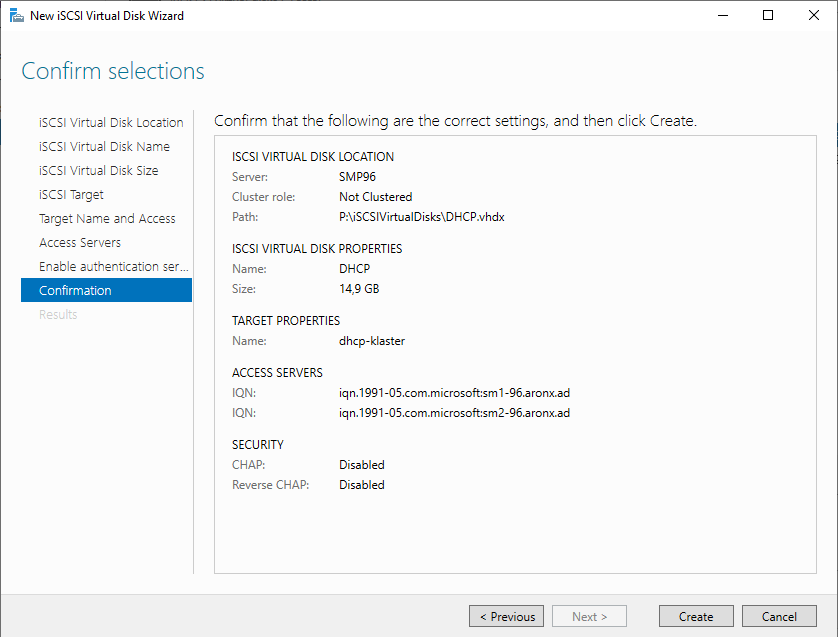 New iSCSI Virtual Disk Wizard
Confirm selections
iSCSI Virtual Disk Location
iSCSI Virtual Disk Name
iSCSI Virtual Disk Size
iSCSI Target
Target Name and Access
Access Servers
Enable authentication ser...
Confirmation
Results
Confirm that the following are the correct settings, and then click Create.
ISCSI VIRTUAL DISK LOCATION
Server: SMP96
Cluster role: Not Clustered
Path: P:\iSCSIVirtualDisks\DHCP.vhdx
ISCSI VIRTUAL DISK PROPERTIES
Name: DHCP
Size: 14,9 GB
TARGET PROPERTIES
Name: dhcp-klaster
ACCESS SERVERS
IQN: iqn.1991-05.com.microsoft:sm1-96.aronx.ad
IQN: iqn.1991-05.com.microsoft:sm2-96.aronx.ad
SECURITY
CHAP: Disabled
Reverse CHAP: Disabled
< Previous
Next >
Create
Cancel